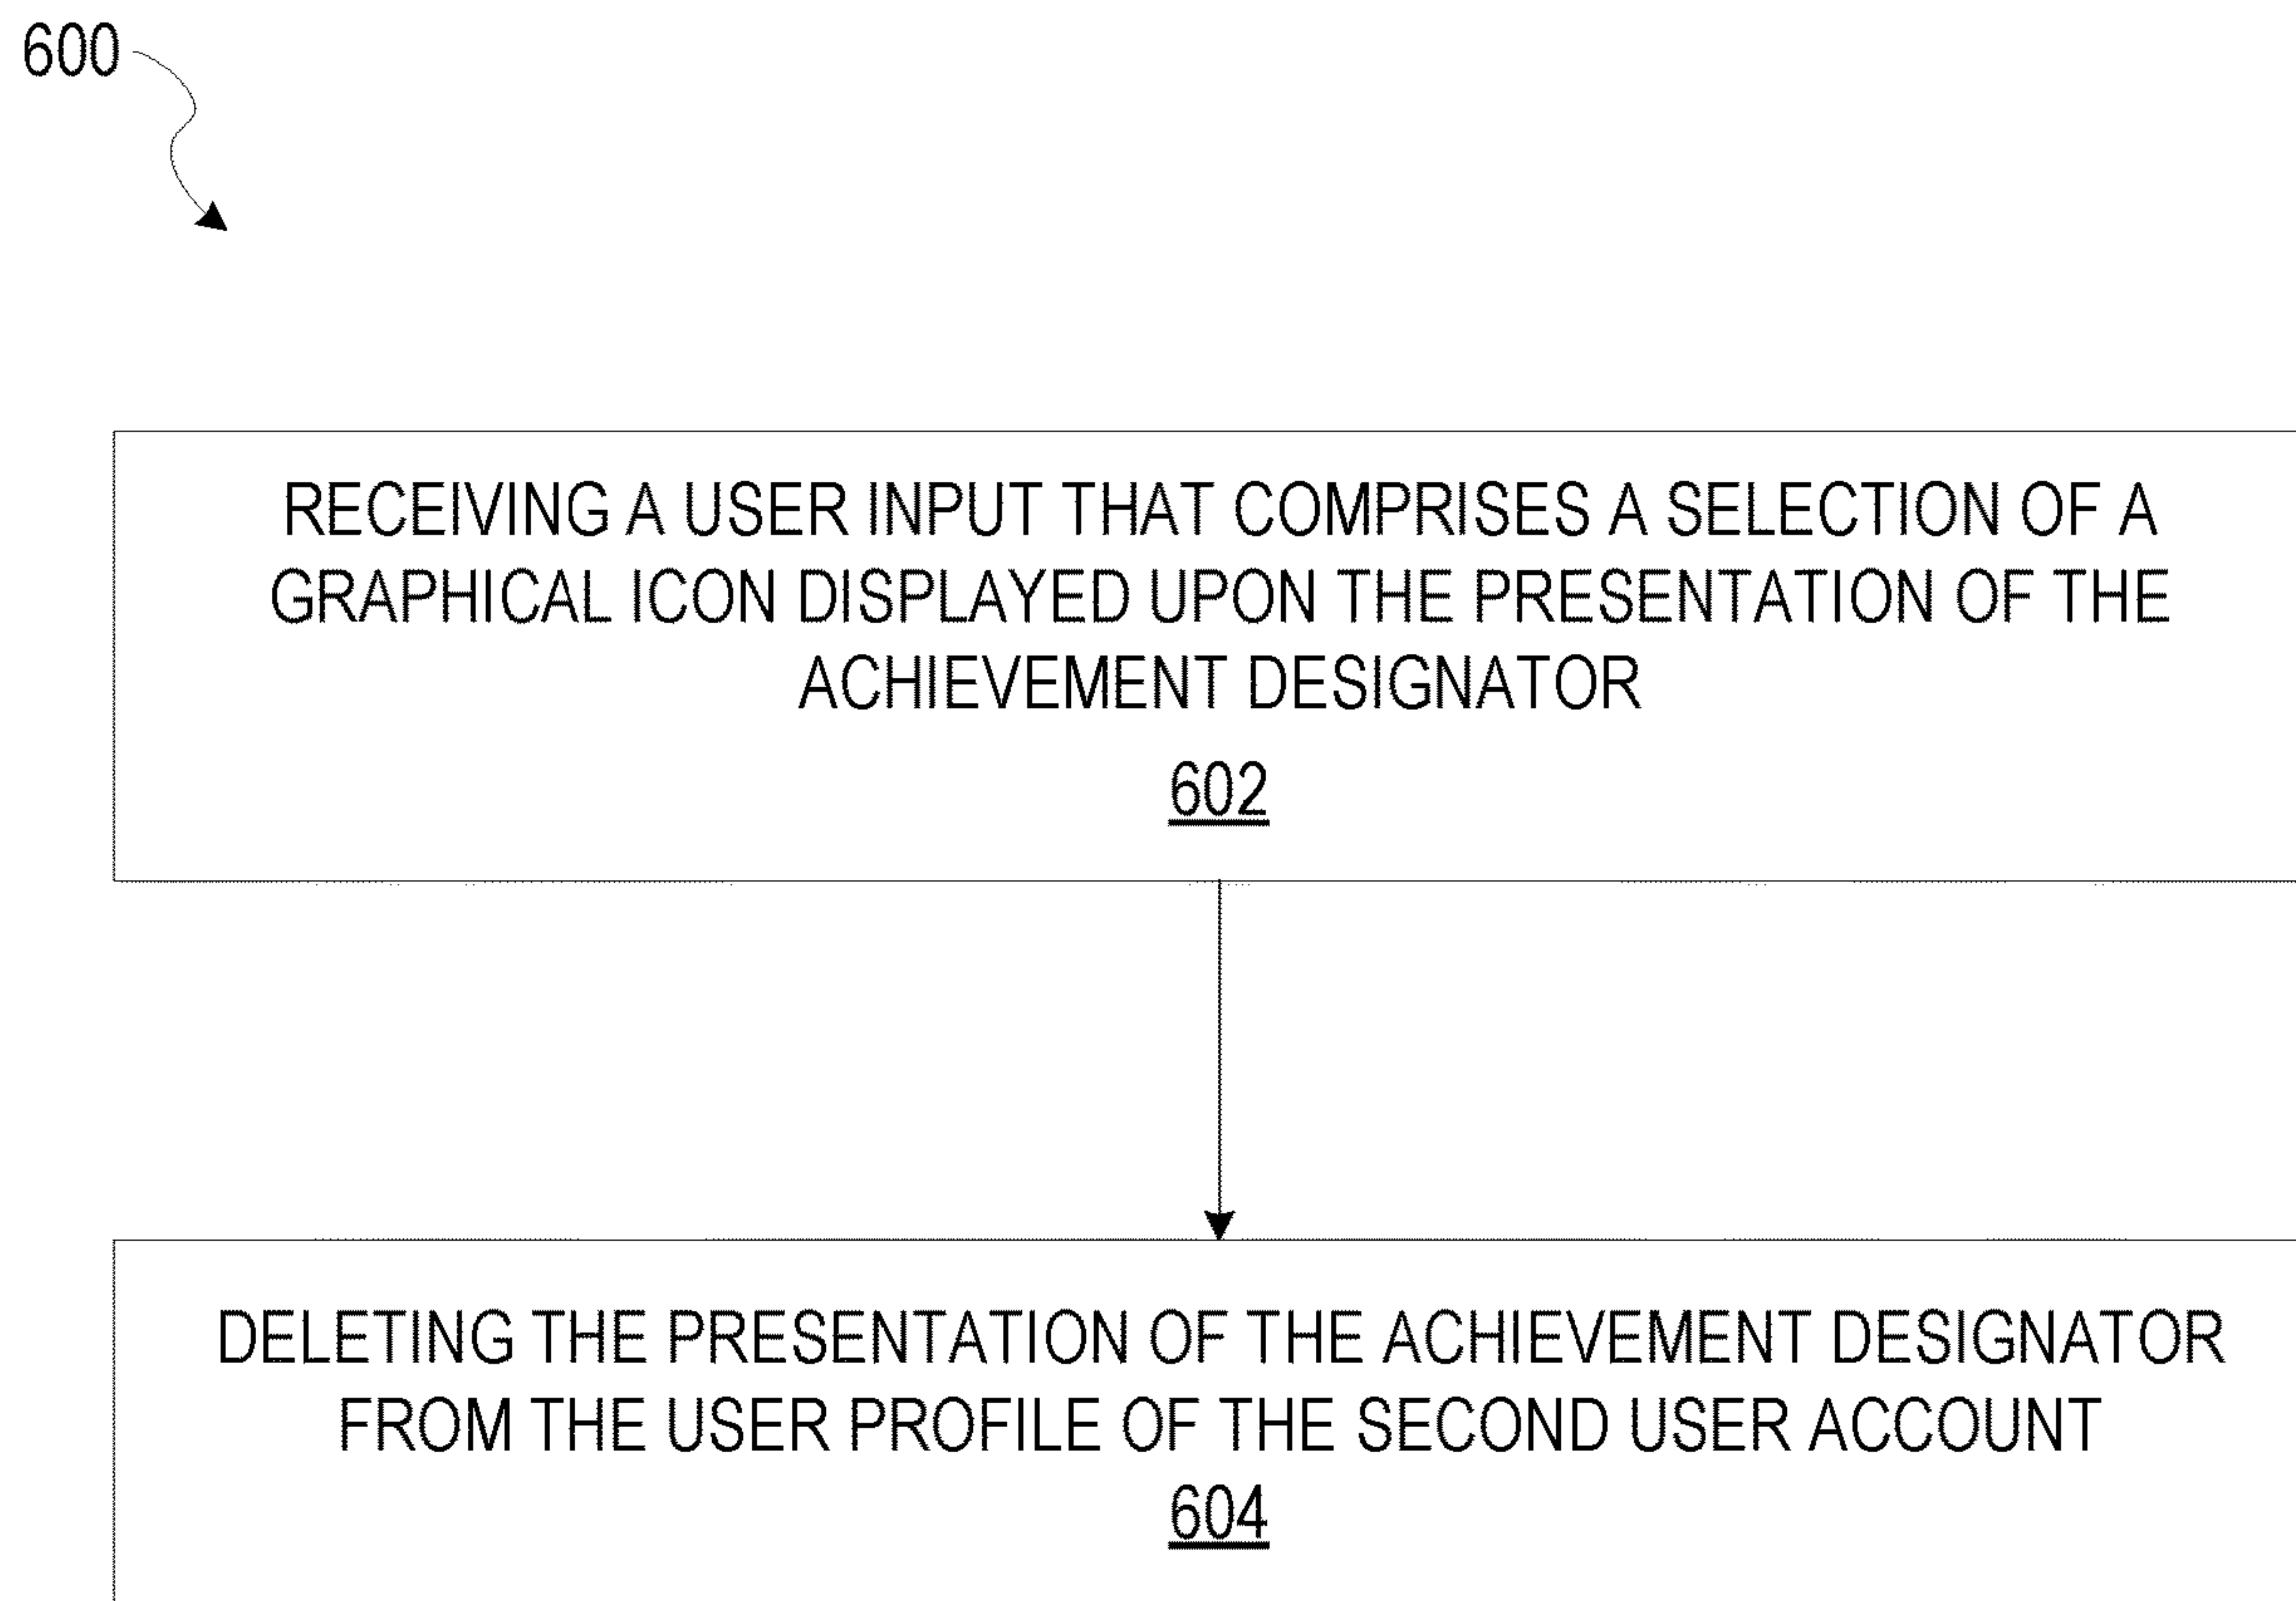 600
RECEIVING A USER INPUT THAT COMPRISES A SELECTION OF A
GRAPHICAL ICON DISPLAYED UPON THE PRESENTATION OF THE
ACHIEVEMENT DESIGNATOR
602
DELETING THE PRESENTATION OF THE ACHIEVEMENT DESIGNATOR
FROM THE USER PROFILE OF THE SECOND USER ACCOUNT
604